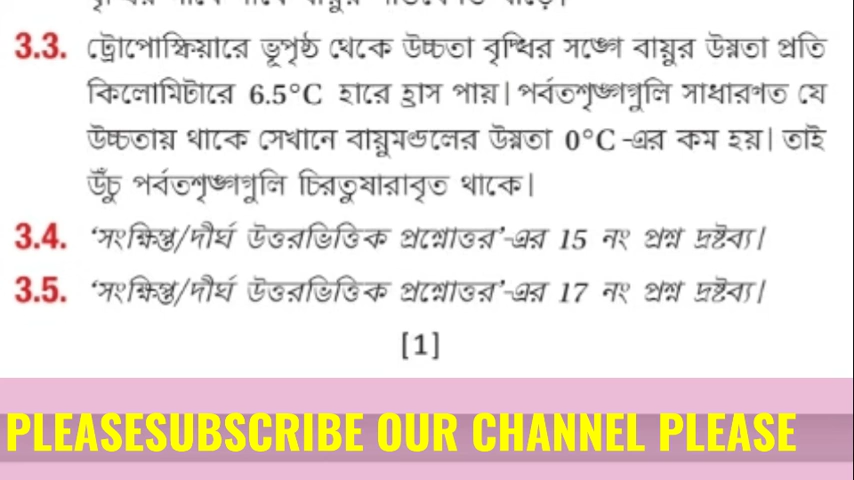 3.3. ট্রোপোস্ফিয়ারে ভূপৃষ্ঠ থেকে উচ্চতা বৃদ্ধির সঙ্গে বায়ুর উষ্ণতা প্রতি
কিলোমিটারে 6.5°C হারে হ্রাস পায়। পর্বতশৃঙ্গগুলি সাধারণত যে
উচ্চতায় থাকে সেখানে বায়ুমণ্ডলের উষ্ণতা 0°C -এর কম হয়। তাই
উঁচু পর্বতশৃঙ্গগুলি চিরতুষারাবৃত থাকে।
3.4. ‘সংক্ষিপ্ত/দীর্ঘ উত্তরভিত্তিক প্রশ্নোত্তর’-এর 15 নং প্রশ্ন দ্রষ্টব্য।
3.5. ‘সংক্ষিপ্ত/দীর্ঘ উত্তরভিত্তিক প্রশ্নোত্তর’-এর 17 নং প্রশ্ন দ্রষ্টব্য।
[1]
PLEASESUBSCRIBE OUR CHANNEL PLEASE